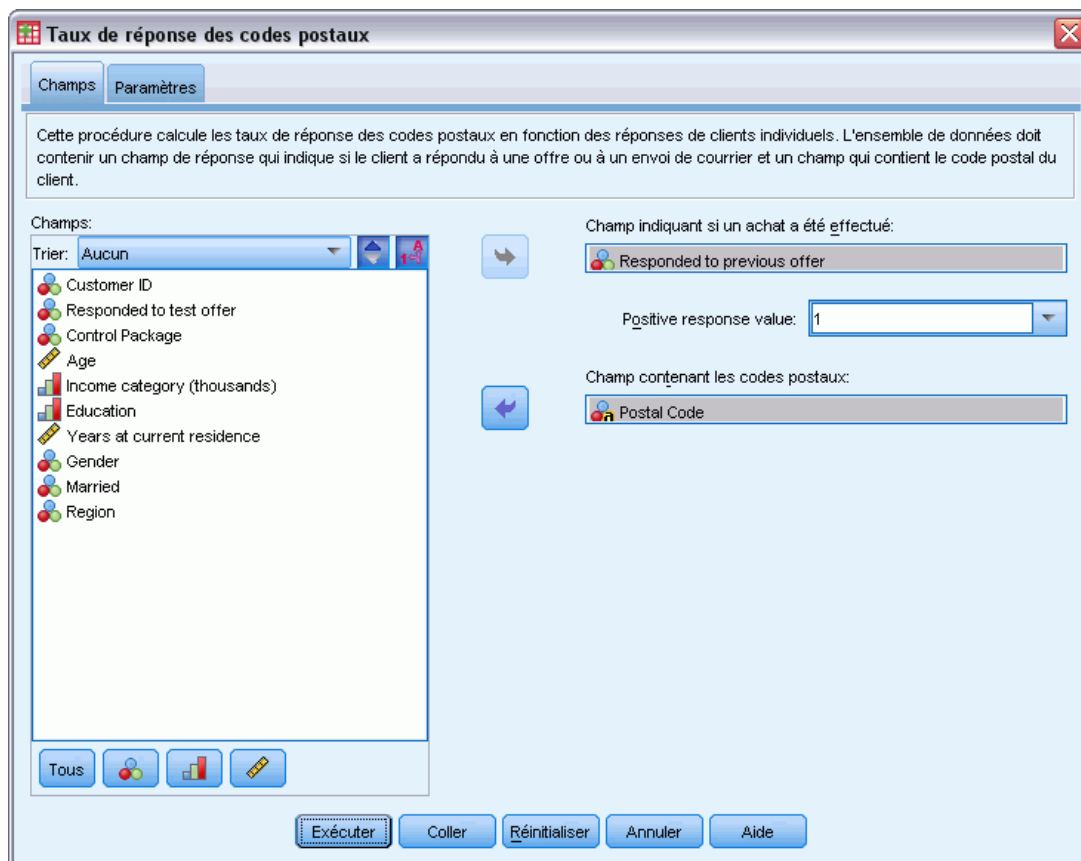 Taux de réponse des codes postaux
Champs
Paramètres
Cette procédure calcule les taux de réponse des codes postaux en fonction des réponses de clients individuels. L'ensemble de données doit
contenir un champ de réponse qui indique si le client a répondu à une offre ou à un envoi de courrier et un champ qui contient le code postal du
client.
Champs:
Trier: Aucun
Customer ID
Responded to test offer
Control Package
Age
Income category (thousands)
Education
Years at current residence
Gender
Married
Region
Tous
Champ indiquant si un achat a été effectué:
Responded to previous offer
Positive response value: 1
Champ contenant les codes postaux:
Postal Code
Exécuter
Coller
Réinitialiser
Annuler
Aide